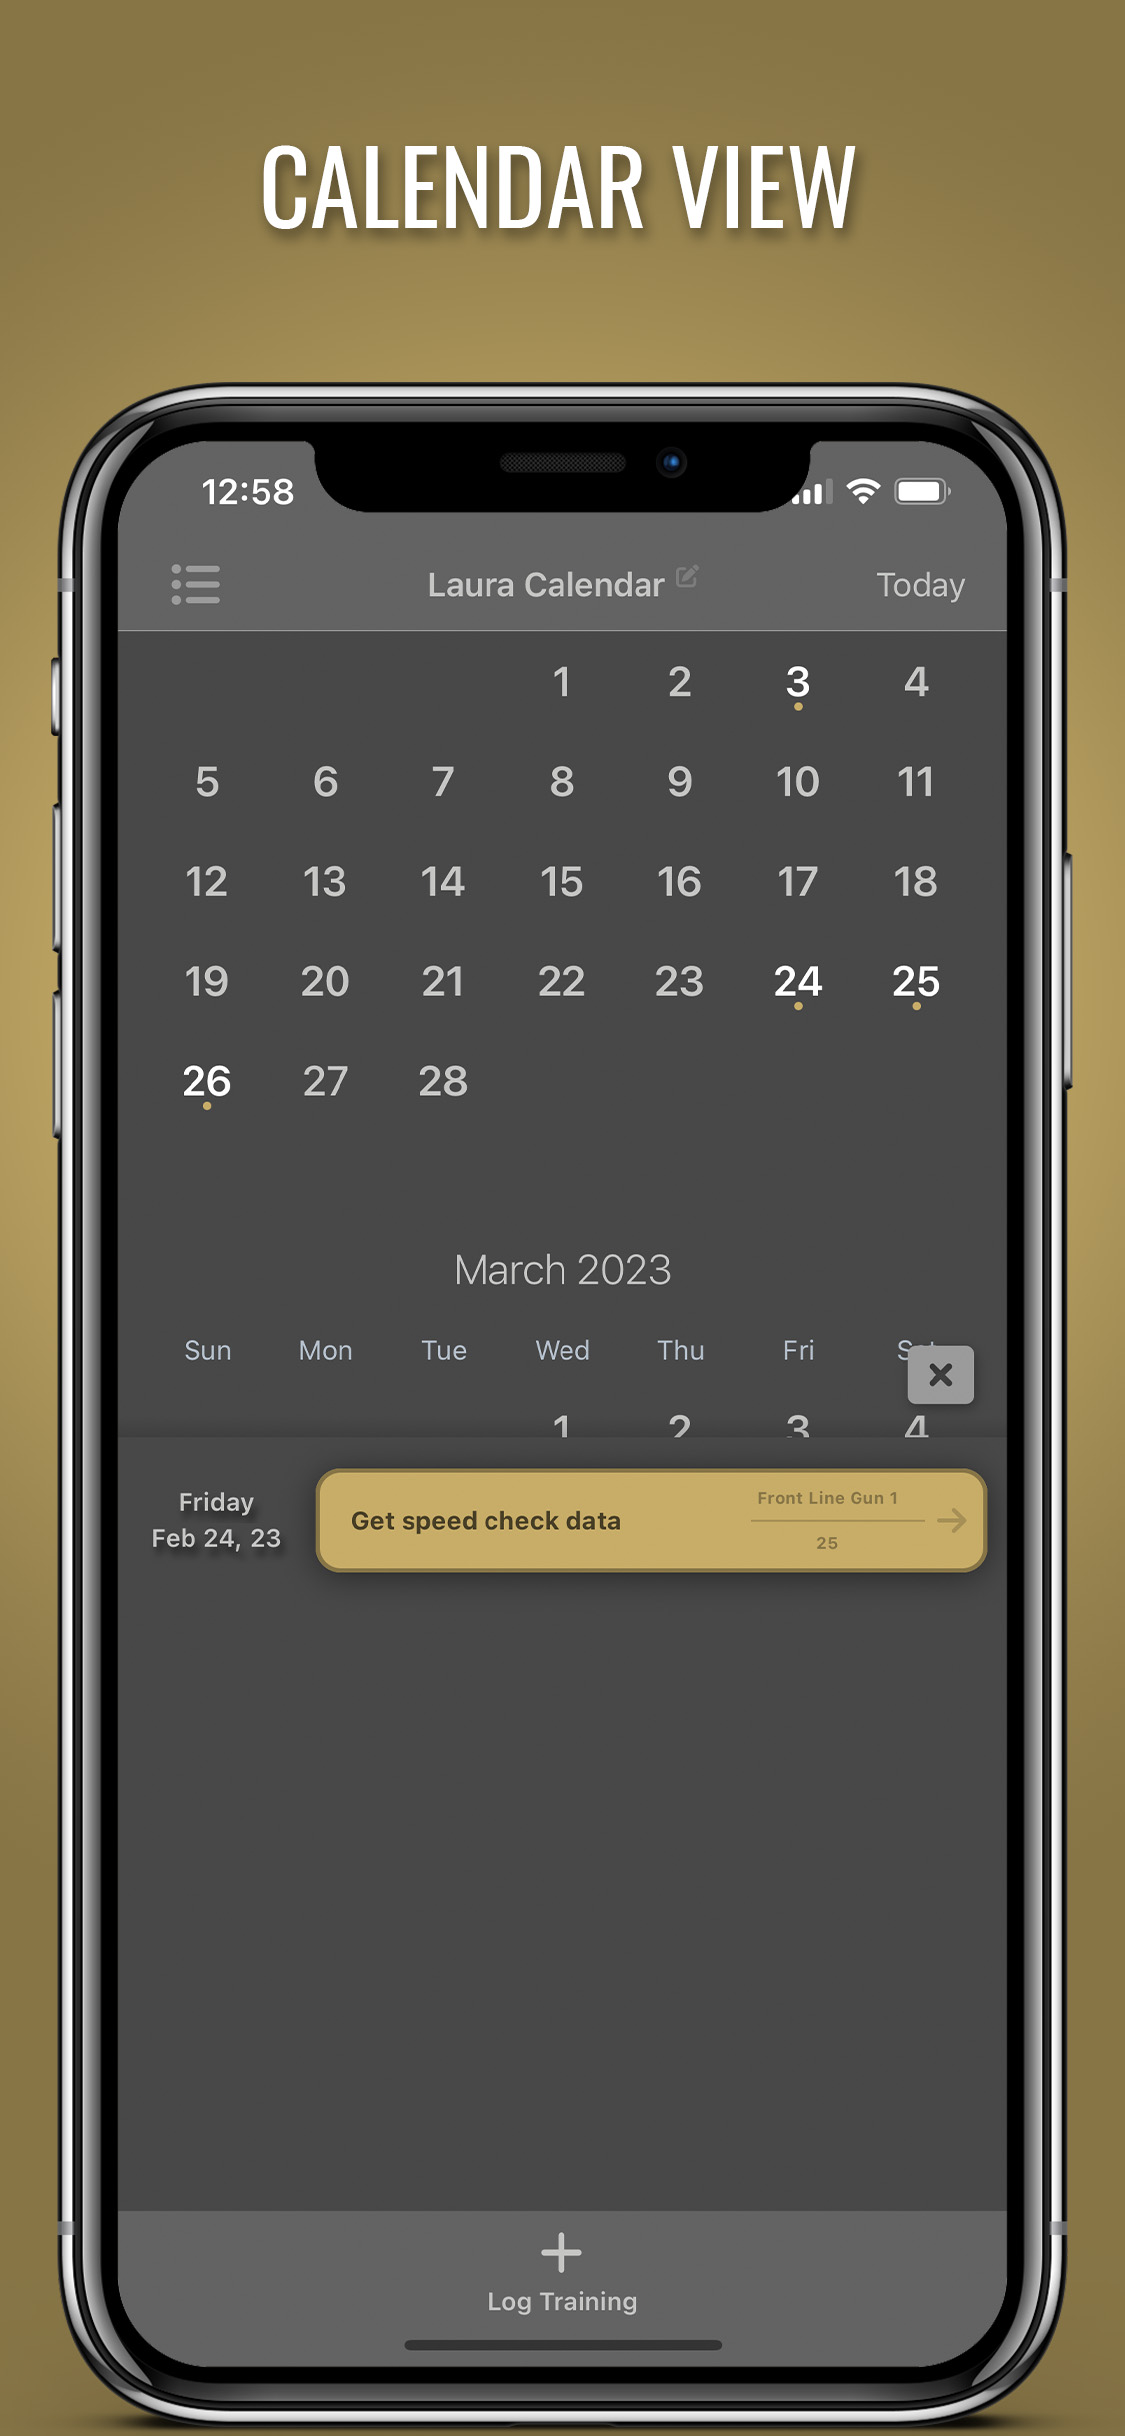 CALENDAR VIEW
12:58
Laura Calendar
Today
1 2 3 4
5 6 7 8 9 10 11
12 13 14 15 16 17 18
19 20 21 22 23 24 25
26 27 28
March 2023
Sun Mon Tue Wed Thu Fri
1 2 3 4
Friday
Feb 24, 23
Get speed check data
Front Line Gun 1
25
Log Training